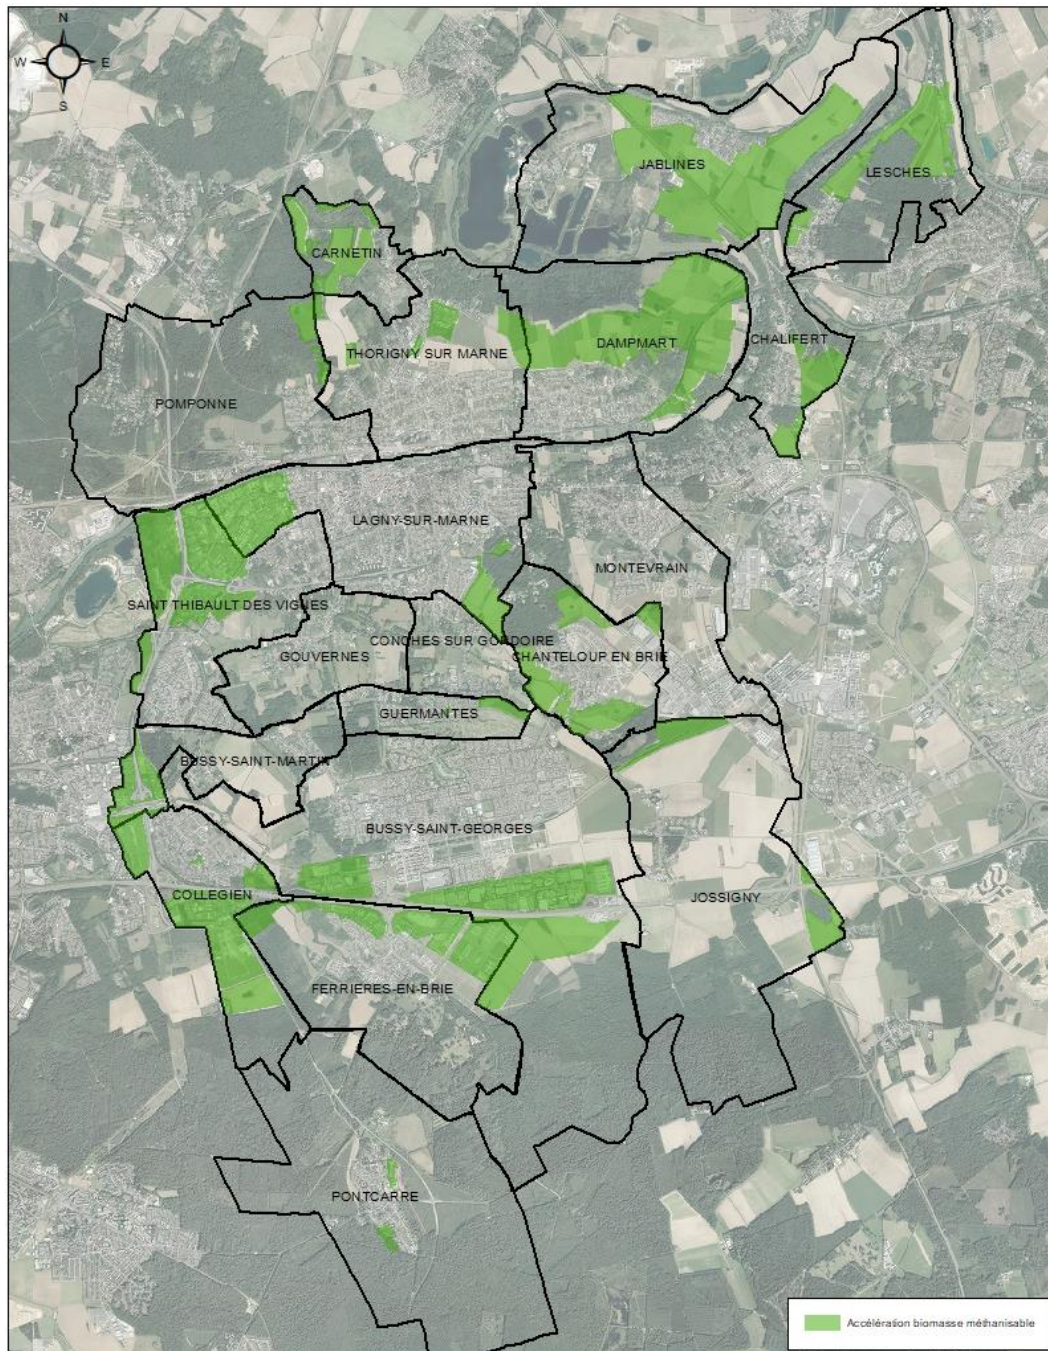 N
W E
S
JABLINES
LESCHES
CARNETIN
CHALIFERT
DAMPMART
THORIGNY SUR MARNE
POMPONNE
LAGNY-SUR-MARNE
MONTEVRAIN
SAINT THIBAULT DES VIGNES
CONCHES SUR GONDOIRE
GOUVERNES
CHANTELOUP EN BRIE
GUERMANTES
BUSSY-SAINT-MARTIN
BUSSY-SAINT-GEORGES
COLLEGIEN
JOSSIGNY
FERRIERES-EN-BRIE
PONTCARRE
Accélération biomasse méthanisable